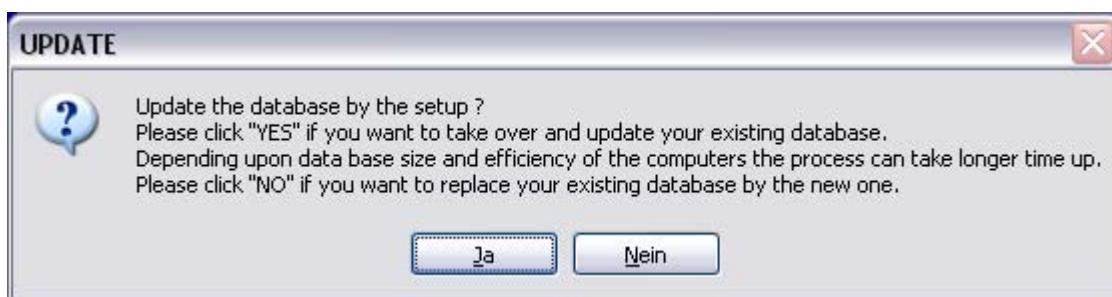 UPDATE
Update the database by the setup ?
Please click "YES" if you want to take over and update your existing database.
Depending upon data base size and efficiency of the computers the process can take longer time up.
Please click "NO" if you want to replace your existing database by the new one.
Ja
Nein